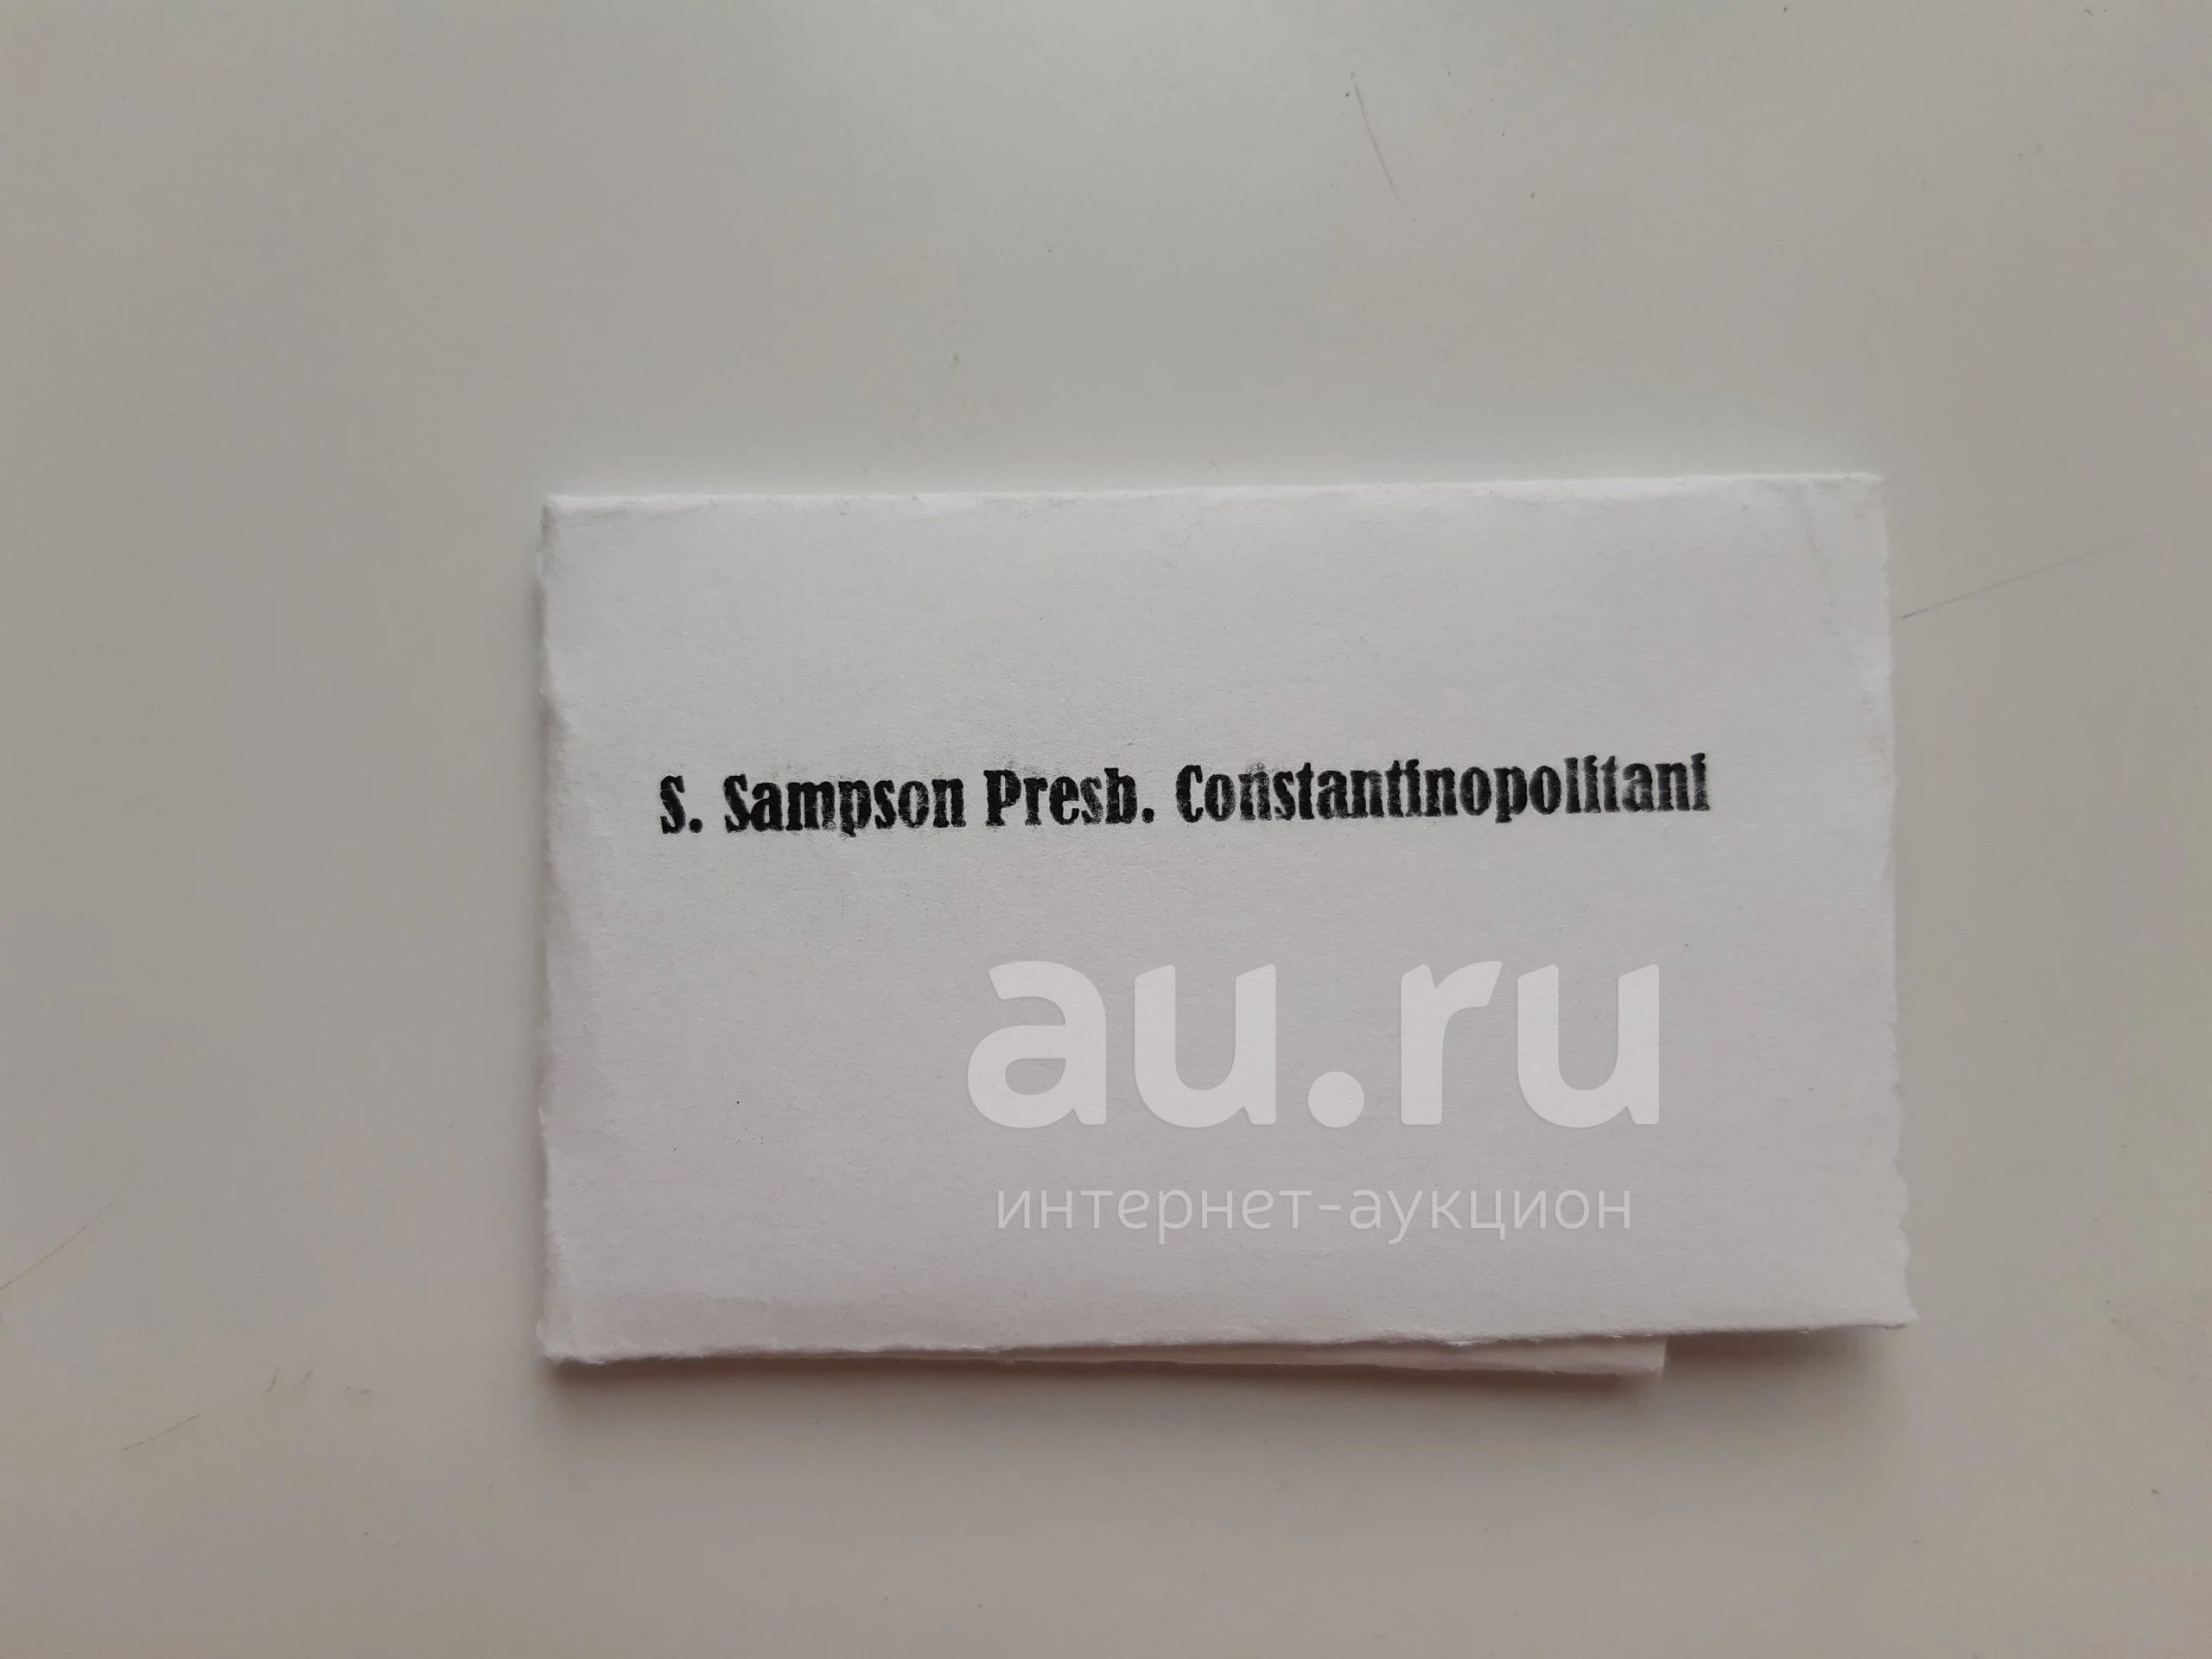 S. Sampson Presb. Constantinopolitani
au.ru
интернет-аукцион